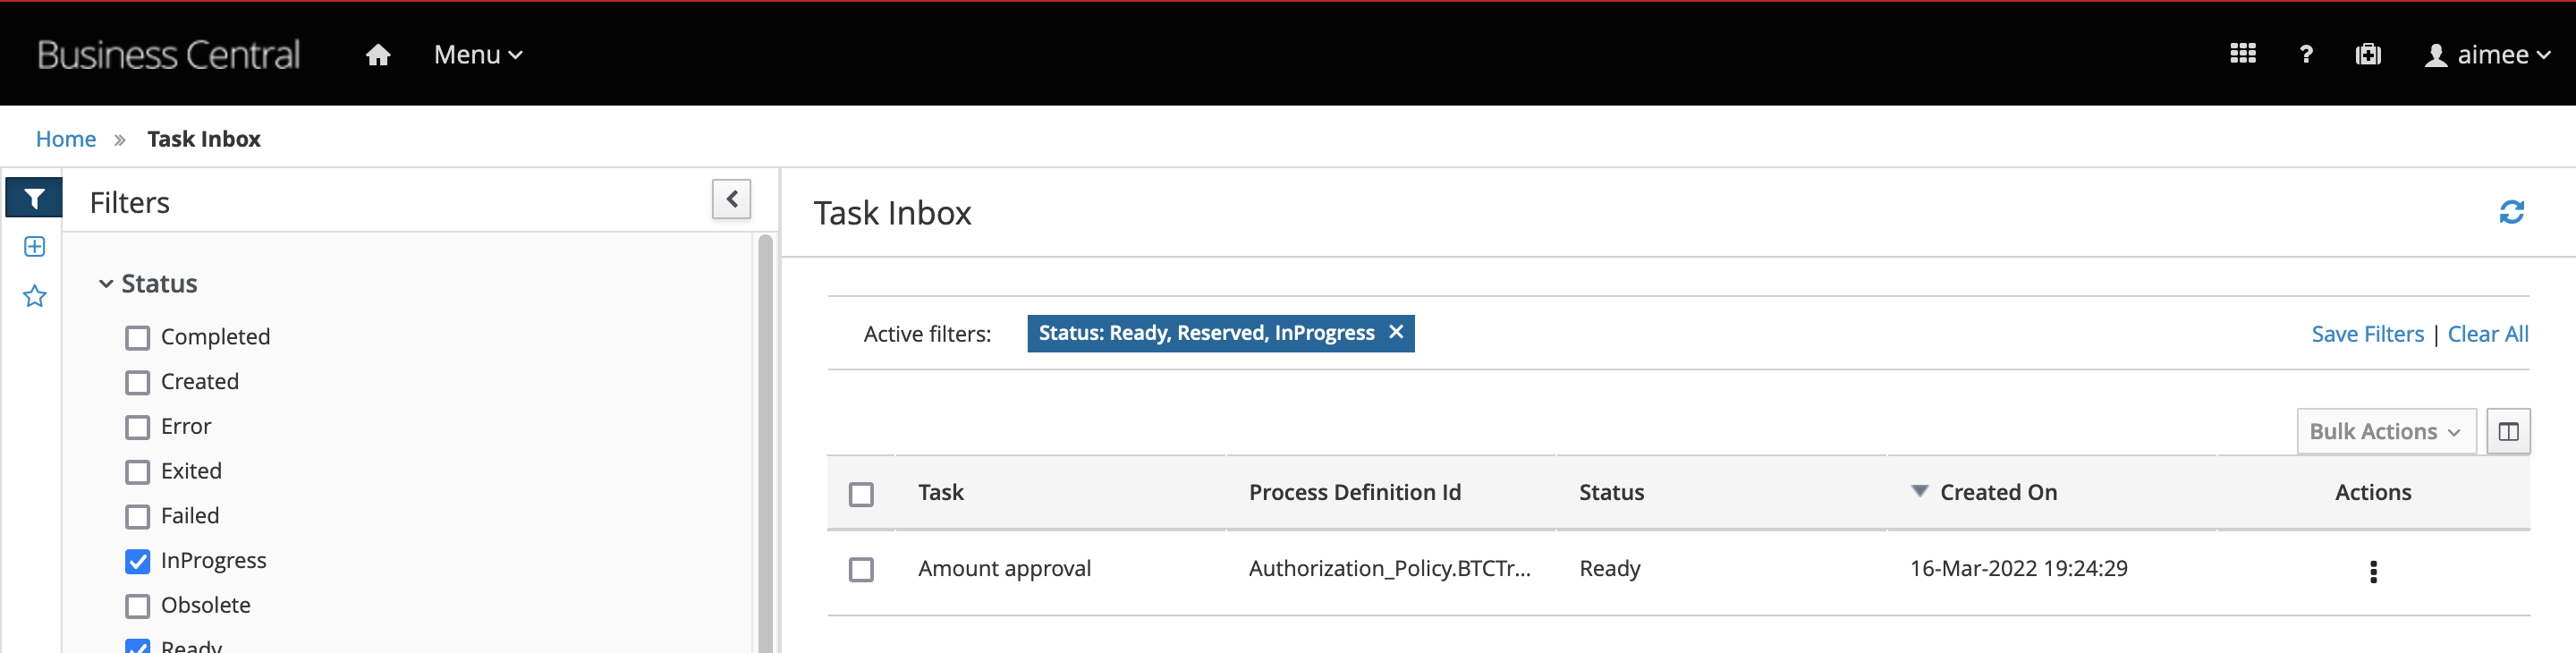 Business Central Menu ? aimee
Home » Task Inbox
Filters
Status
Completed
Created
Error
Exited
Failed
InProgress
Obsolete
Ready
Task Inbox
Active filters: Status: Ready, Reserved, InProgress × Save Filters | Clear All
Bulk Actions
Task Process Definition Id Status Created On Actions
Amount approval Authorization_Policy.BTCTr... Ready 16-Mar-2022 19:24:29